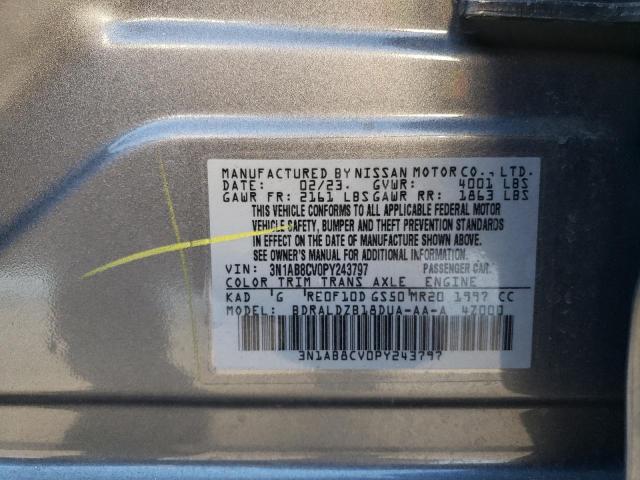 MANUFACTURED BY NISSAN MOTOR CO., LTD.
DATE: 02/23. GVWR: 4001 LBS
GAWR FR: 2161 LBS GAWR RR: 1863 LBS
THIS VEHICLE CONFORMS TO ALL APPLICABLE FEDERAL MOTOR
VEHICLE SAFETY, BUMPER AND THEFT PREVENTION STANDARDS
IN EFFECT ON THE DATE OF MANUFACTURE SHOWN ABOVE.
SEE OWNER'S MANUAL FOR ADDITIONAL INFORMATION.
VIN: 3N1AB8CV0PY243797 PASSENGER CAR.
COLOR TRIM TRANS AXLE ENGINE
KAD G RE0F10D GS50 MR20 1997 CC
MODEL: BDRALDZB18DUA-AA-A 4Z000
3N1AB8CV0PY243797